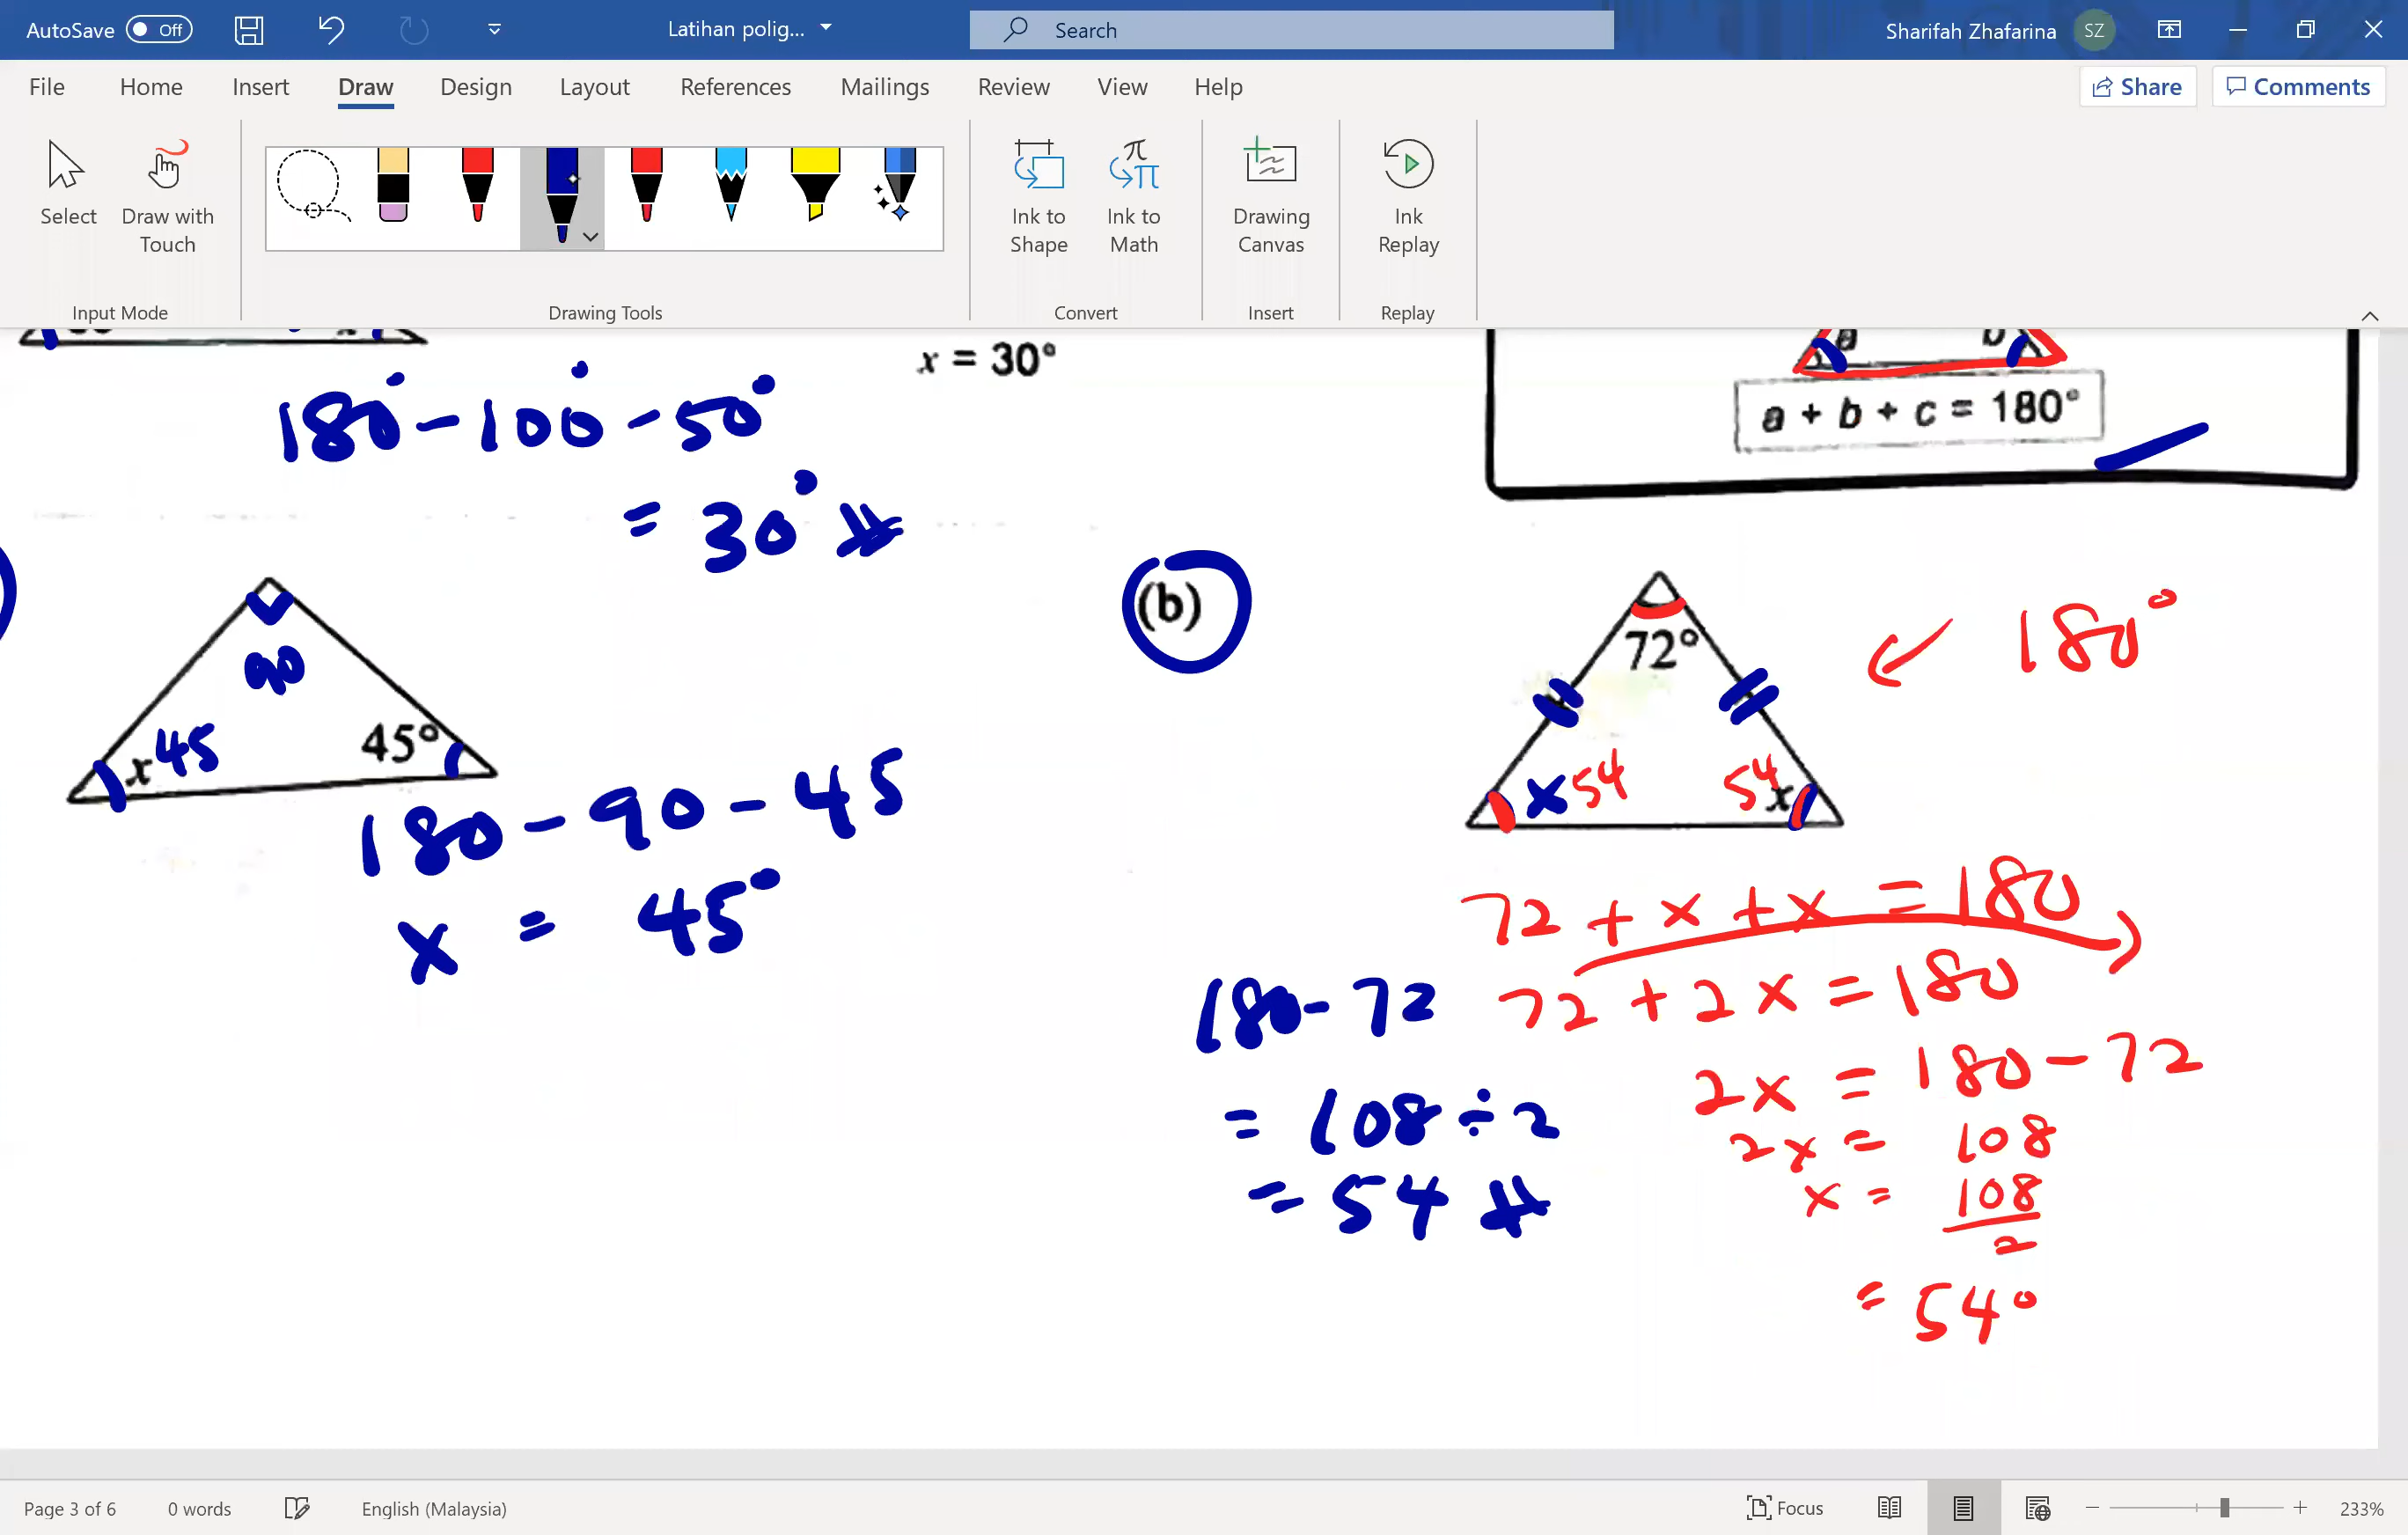 AutoSave Off Latihan polig... Search Sharifah Zhafarina SZ
File Home Insert Draw Design Layout References Mailings Review View Help Share Comments
Select Draw with Touch
Ink to Shape Ink to Math Drawing Canvas Ink Replay
Input Mode Drawing Tools Convert Insert Replay
x = 30°
180° - 100° - 50°
= 30°
a b
a + b + c = 180°
90
x 45 45°
180 - 90 - 45
x = 45°
(b)
72°
180°
x 54 54 x
72 + x + x = 180
72 + 2x = 180
2x = 180 - 72
2x = 108
x = 108
2
= 54°
180 - 72
= 108 ÷ 2
= 54
Page 3 of 6 0 words English (Malaysia) Focus 233%